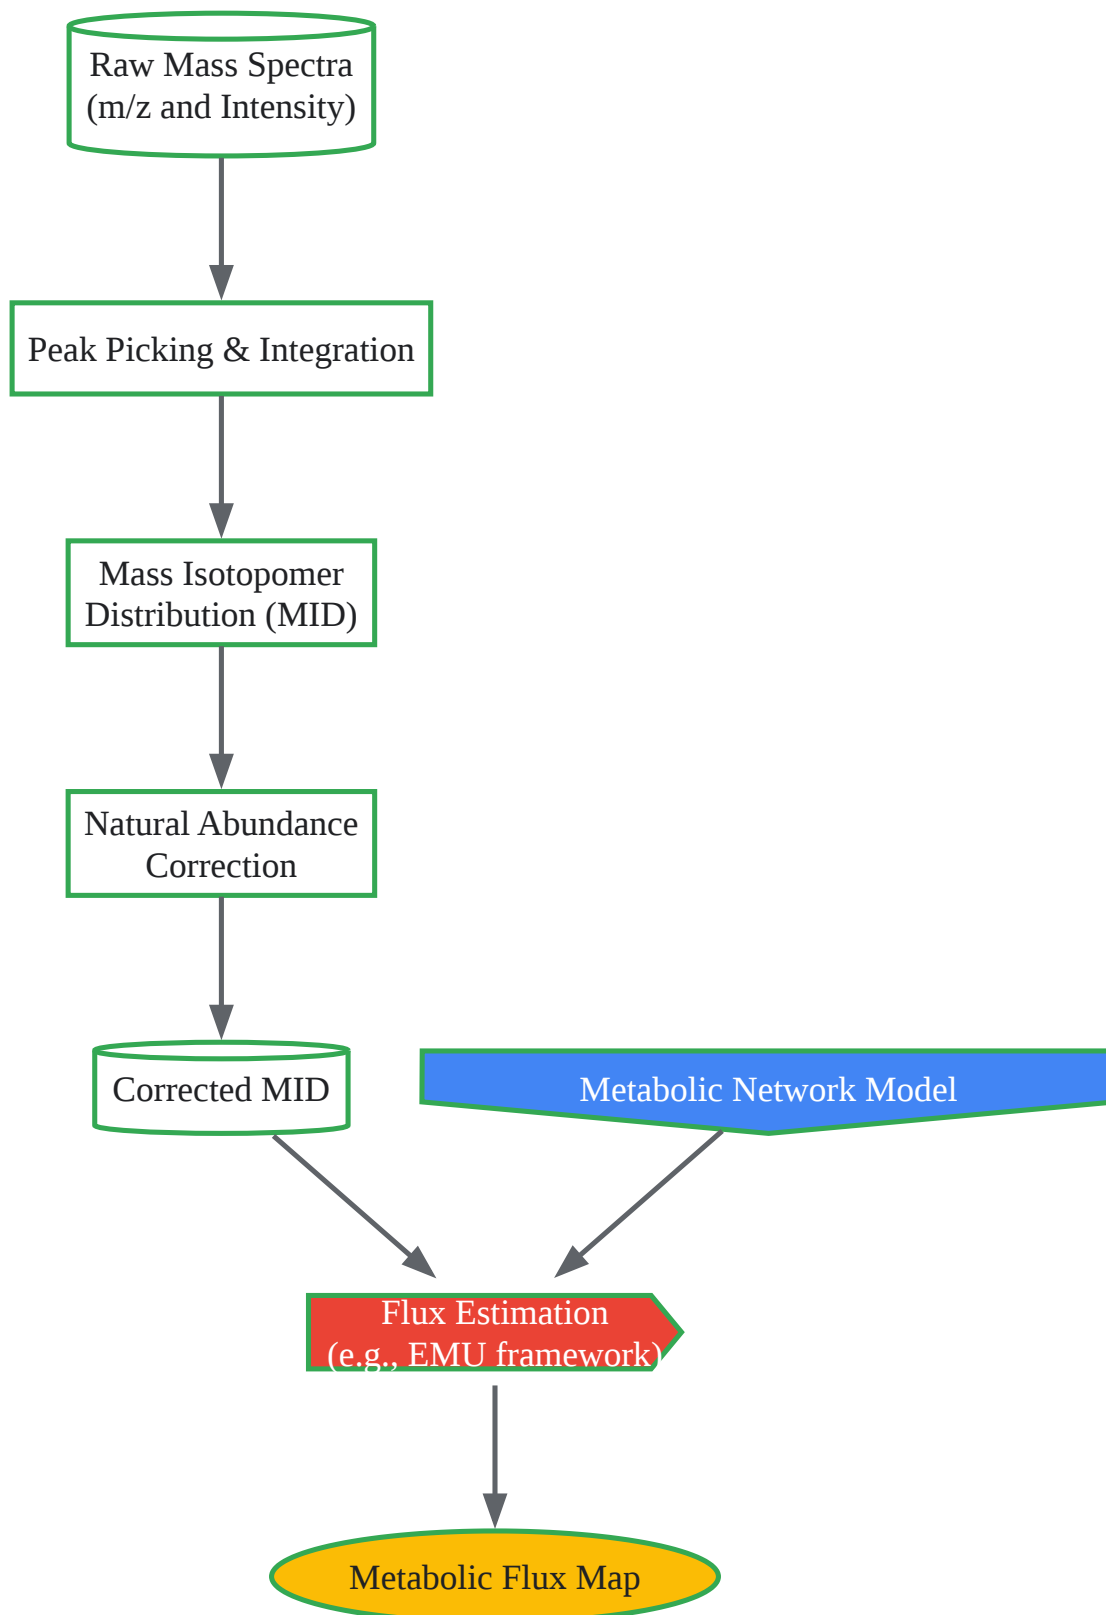 Raw Mass Spectra
(m/z and Intensity)
Peak Picking & Integration
Mass Isotopomer
Distribution (MID)
Natural Abundance
Correction
Corrected MID
Metabolic Network Model
Flux Estimation
(e.g., EMU framework)
Metabolic Flux Map